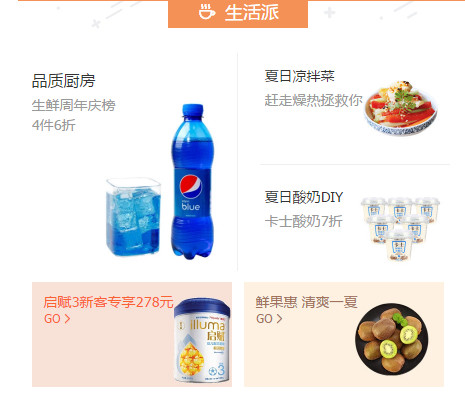 生活派
品质厨房
生鲜周年庆榜
4件6折
pepsi
blue
夏日凉拌菜
赶走燥热拯救你
夏日酸奶DIY
卡士酸奶7折
启赋3新客专享278元
GO >
illuma
启赋
3
鲜果惠 清爽一夏
GO >